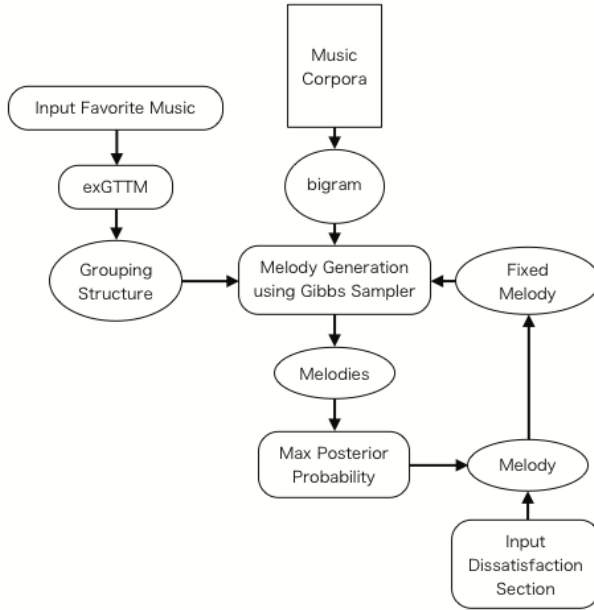 Music
Corpora
Input Favorite Music
exGTTM
bigram
Grouping
Structure
Melody Generation
using Gibbs Sampler
Fixed
Melody
Melodies
Max Posterior
Probability
Melody
Input
Dissatisfaction
Section